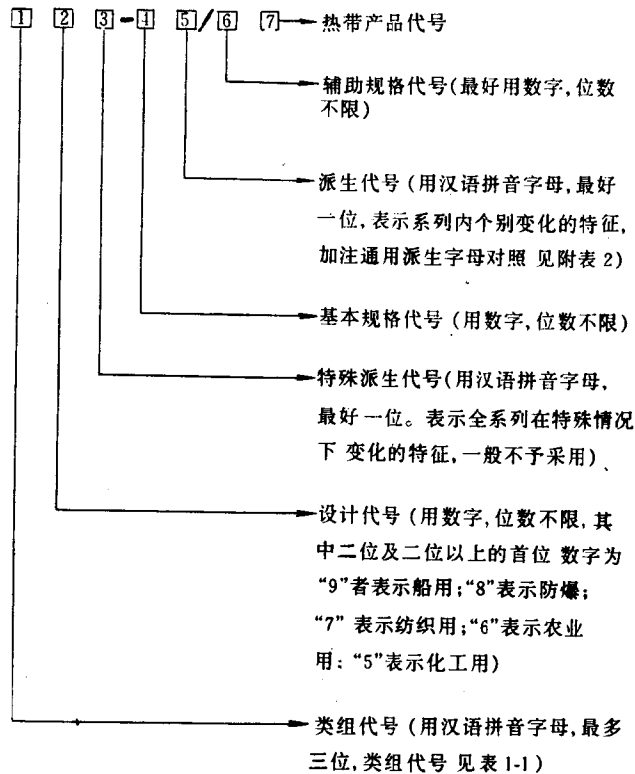 1 2 3-4 5/6 7 热带产品代号
辅助规格代号(最好用数字,位数
不限)
派生代号(用汉语拼音字母,最好
一位,表示系列内个别变化的特征,
加注通用派生字母对照 见附表 2)
基本规格代号(用数字,位数不限)
特殊派生代号(用汉语拼音字母,
最好一位。表示全系列在特殊情况
下 变化的特征,一般不予采用)
设计代号(用数字,位数不限,其
中二位及二位以上的首位 数字为
“9”者表示船用;“8”表示防爆;
“7” 表示纺织用;“6”表示农业
用:“5”表示化工用)
类组代号(用汉语拼音字母,最多
三位,类组代号 见表 1-1)